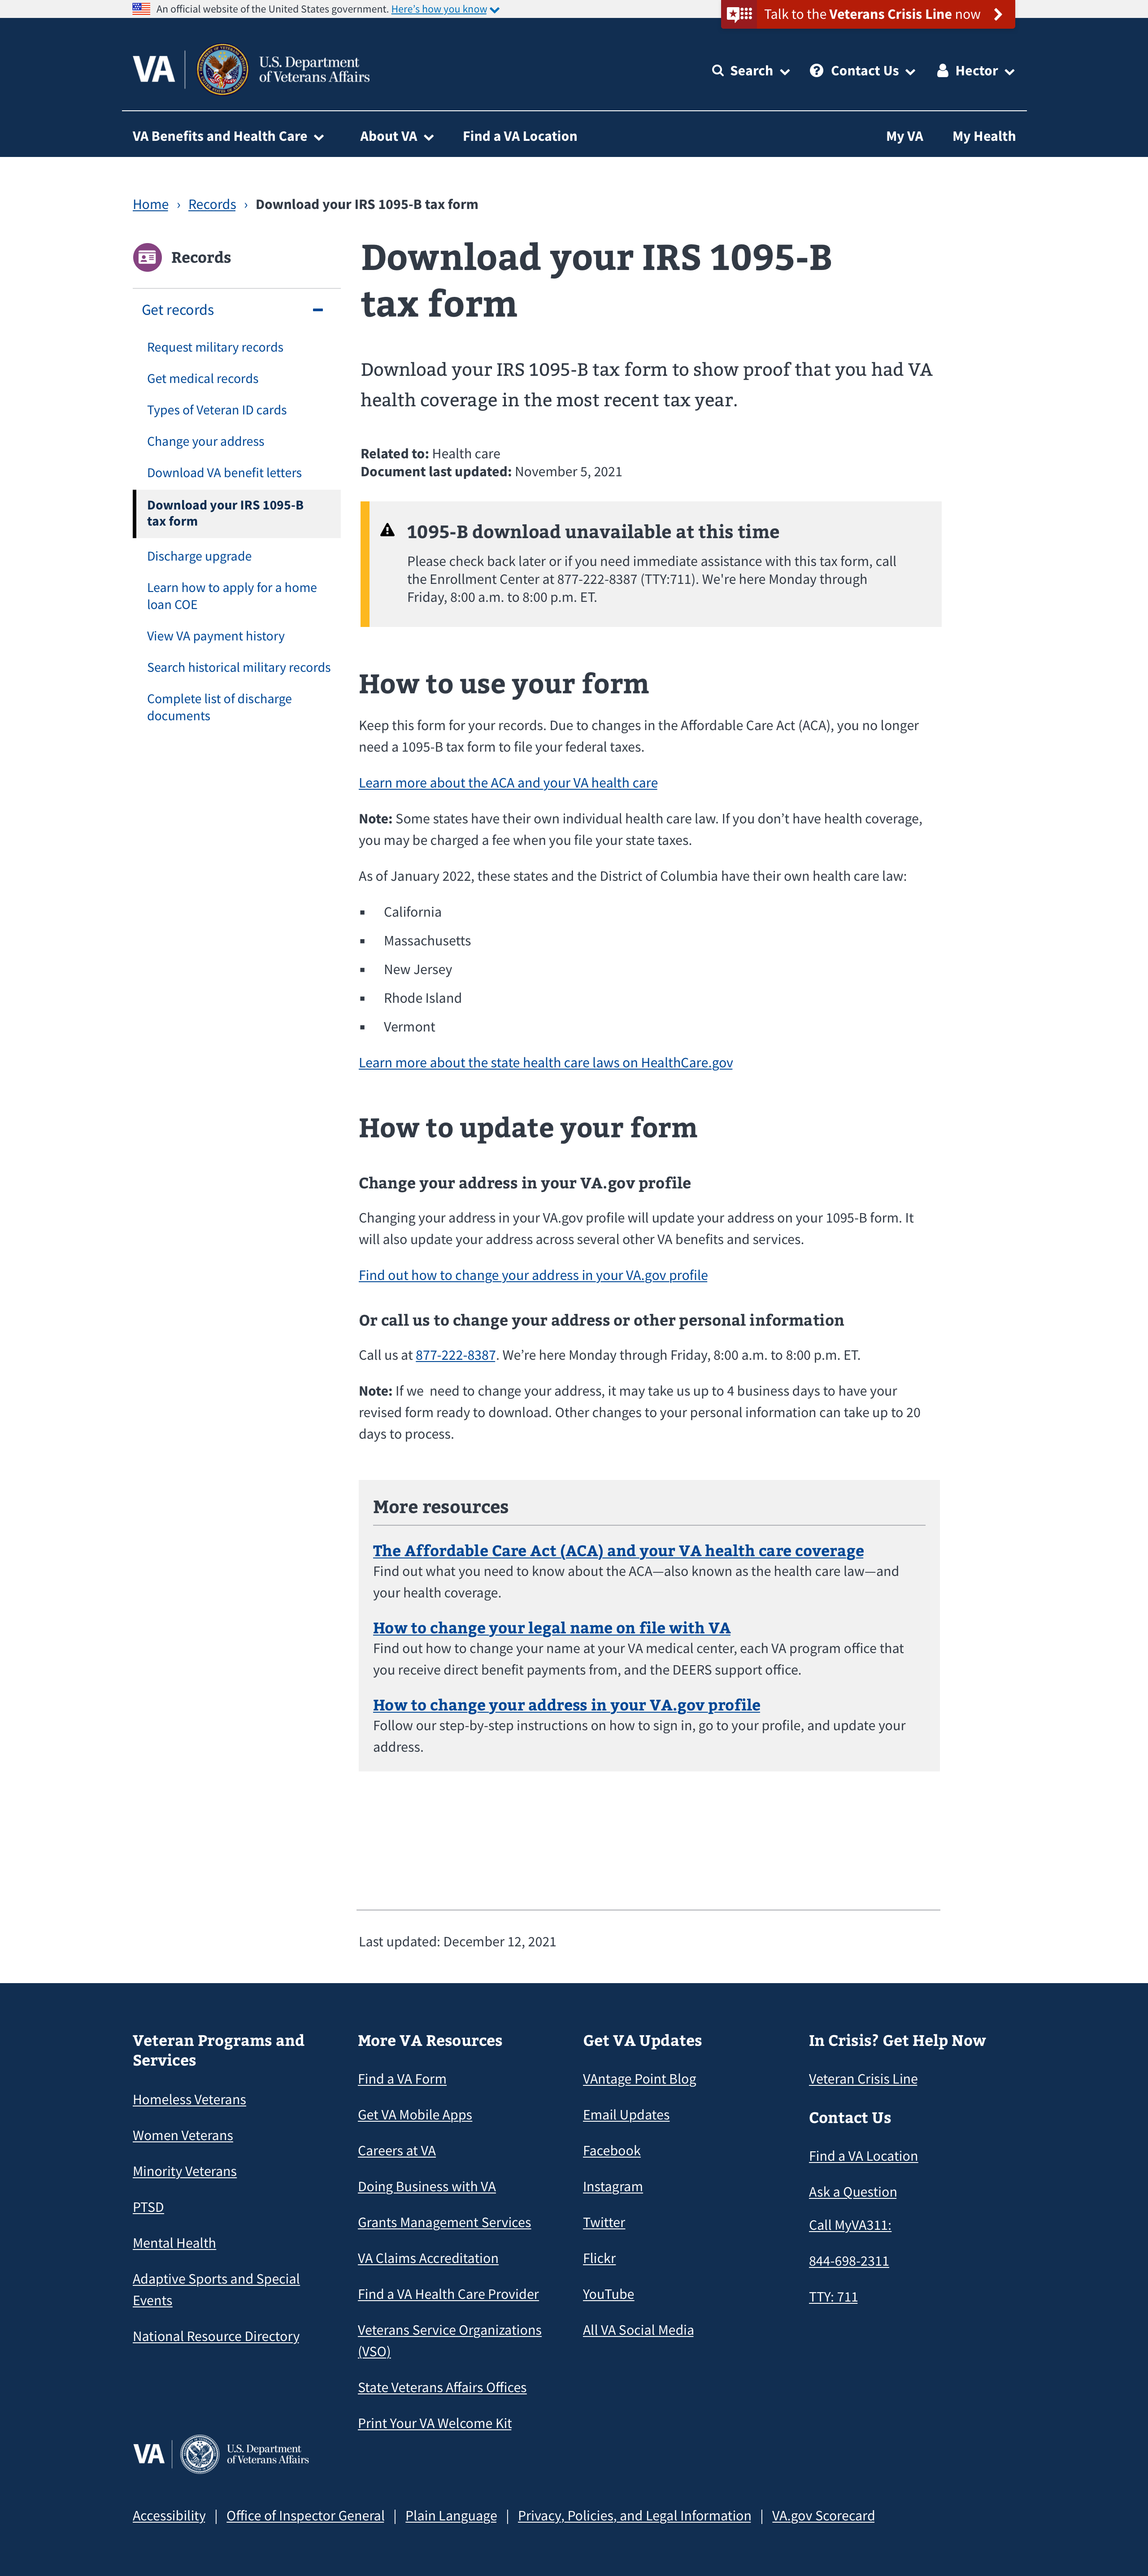 An official website of the United States government. Here's how you know
Talk to the Veterans Crisis Line now
VA
U.S. Department
of Veterans Affairs
Search
Contact Us
Hector
VA Benefits and Health Care
About VA
Find a VA Location
My VA
My Health
Home › Records › Download your IRS 1095-B tax form
Records
Get records
Request military records
Get medical records
Types of Veteran ID cards
Change your address
Download VA benefit letters
Download your IRS 1095-B
tax form
Discharge upgrade
Learn how to apply for a home
loan COE
View VA payment history
Search historical military records
Complete list of discharge
documents
Download your IRS 1095-B
tax form
Download your IRS 1095-B tax form to show proof that you had VA
health coverage in the most recent tax year.
Related to: Health care
Document last updated: November 5, 2021
1095-B download unavailable at this time
Please check back later or if you need immediate assistance with this tax form, call
the Enrollment Center at 877-222-8387 (TTY:711). We're here Monday through
Friday, 8:00 a.m. to 8:00 p.m. ET.
How to use your form
Keep this form for your records. Due to changes in the Affordable Care Act (ACA), you no longer
need a 1095-B tax form to file your federal taxes.
Learn more about the ACA and your VA health care
Note: Some states have their own individual health care law. If you don’t have health coverage,
you may be charged a fee when you file your state taxes.
As of January 2022, these states and the District of Columbia have their own health care law:
▪ California
▪ Massachusetts
▪ New Jersey
▪ Rhode Island
▪ Vermont
Learn more about the state health care laws on HealthCare.gov
How to update your form
Change your address in your VA.gov profile
Changing your address in your VA.gov profile will update your address on your 1095-B form. It
will also update your address across several other VA benefits and services.
Find out how to change your address in your VA.gov profile
Or call us to change your address or other personal information
Call us at 877-222-8387. We’re here Monday through Friday, 8:00 a.m. to 8:00 p.m. ET.
Note: If we  need to change your address, it may take us up to 4 business days to have your
revised form ready to download. Other changes to your personal information can take up to 20
days to process.
More resources
The Affordable Care Act (ACA) and your VA health care coverage
Find out what you need to know about the ACA—also known as the health care law—and
your health coverage.
How to change your legal name on file with VA
Find out how to change your name at your VA medical center, each VA program office that
you receive direct benefit payments from, and the DEERS support office.
How to change your address in your VA.gov profile
Follow our step-by-step instructions on how to sign in, go to your profile, and update your
address.
Last updated: December 12, 2021
Veteran Programs and
Services
Homeless Veterans
Women Veterans
Minority Veterans
PTSD
Mental Health
Adaptive Sports and Special
Events
National Resource Directory
More VA Resources
Find a VA Form
Get VA Mobile Apps
Careers at VA
Doing Business with VA
Grants Management Services
VA Claims Accreditation
Find a VA Health Care Provider
Veterans Service Organizations
(VSO)
State Veterans Affairs Offices
Print Your VA Welcome Kit
Get VA Updates
VAntage Point Blog
Email Updates
Facebook
Instagram
Twitter
Flickr
YouTube
All VA Social Media
In Crisis? Get Help Now
Veteran Crisis Line
Contact Us
Find a VA Location
Ask a Question
Call MyVA311:
844-698-2311
TTY: 711
VA
U.S. Department
of Veterans Affairs
Accessibility | Office of Inspector General | Plain Language | Privacy, Policies, and Legal Information | VA.gov Scorecard